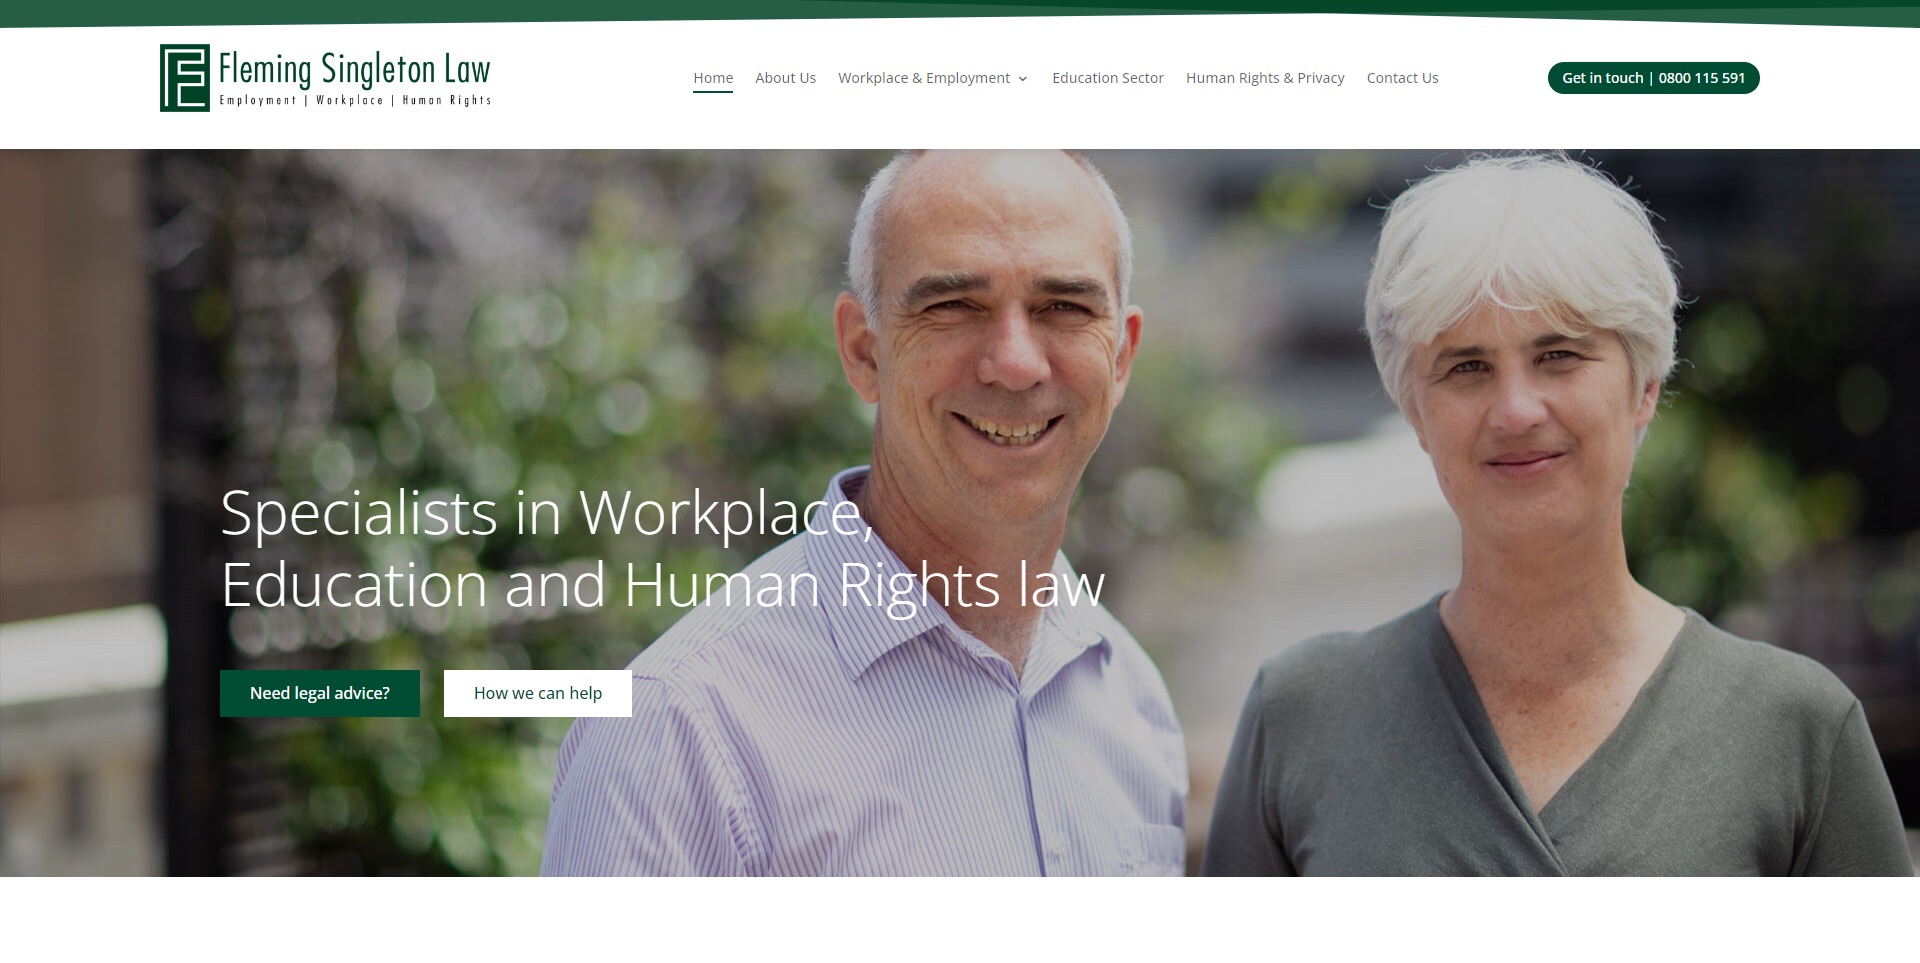 Fleming Singleton Law
Employment | Workplace | Human Rights
Home
About Us
Workplace & Employment
Education Sector
Human Rights & Privacy
Contact Us
Get in touch | 0800 115 591
Specialists in Workplace,
Education and Human Rights law
Need legal advice?
How we can help